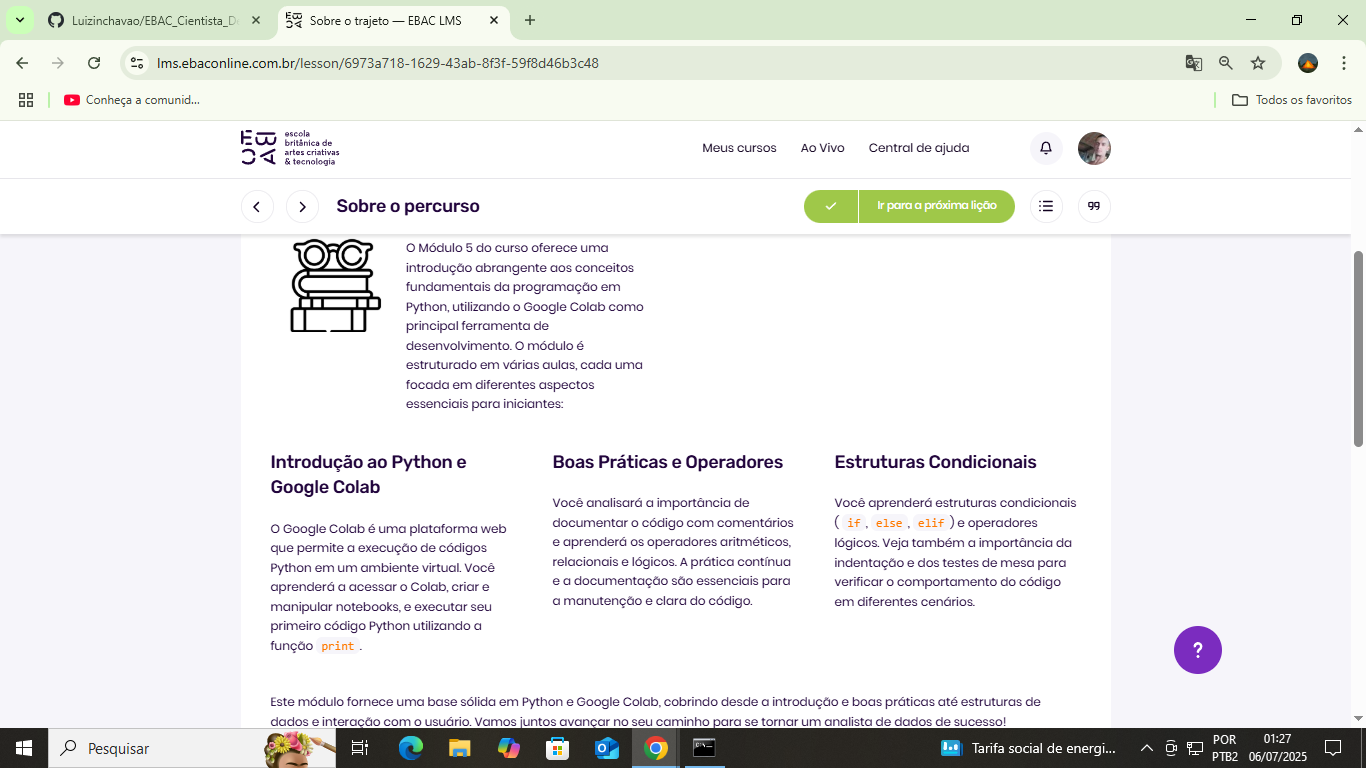 Luizinchavao/EBAC_Cientista_D
Sobre o trajeto — EBAC LMS
lms.ebaconline.com.br/lesson/6973a718-1629-43ab-8f3f-59f8d46b3c48
Conheça a comunid...
Todos os favoritos
EBAC
escola
britânica de
artes criativas
& tecnologia
Meus cursos
Ao Vivo
Central de ajuda
Sobre o percurso
Ir para a próxima lição
O Módulo 5 do curso oferece uma
introdução abrangente aos conceitos
fundamentais da programação em
Python, utilizando o Google Colab como
principal ferramenta de
desenvolvimento. O módulo é
estruturado em várias aulas, cada uma
focada em diferentes aspectos
essenciais para iniciantes:
Introdução ao Python e
Google Colab
O Google Colab é uma plataforma web
que permite a execução de códigos
Python em um ambiente virtual. Você
aprenderá a acessar o Colab, criar e
manipular notebooks, e executar seu
primeiro código Python utilizando a
função print.
Boas Práticas e Operadores
Você analisará a importância de
documentar o código com comentários
e aprenderá os operadores aritméticos,
relacionais e lógicos. A prática contínua
e a documentação são essenciais para
a manutenção e clara do código.
Estruturas Condicionais
Você aprenderá estruturas condicionais
( if, else, elif ) e operadores
lógicos. Veja também a importância da
indentação e dos testes de mesa para
verificar o comportamento do código
em diferentes cenários.
?
Este módulo fornece uma base sólida em Python e Google Colab, cobrindo desde a introdução e boas práticas até estruturas de
dados e interação com o usuário. Vamos juntos avançar no seu caminho para se tornar um analista de dados de sucesso!
Pesquisar
Tarifa social de energi...
POR
PTB2
01:27
06/07/2025